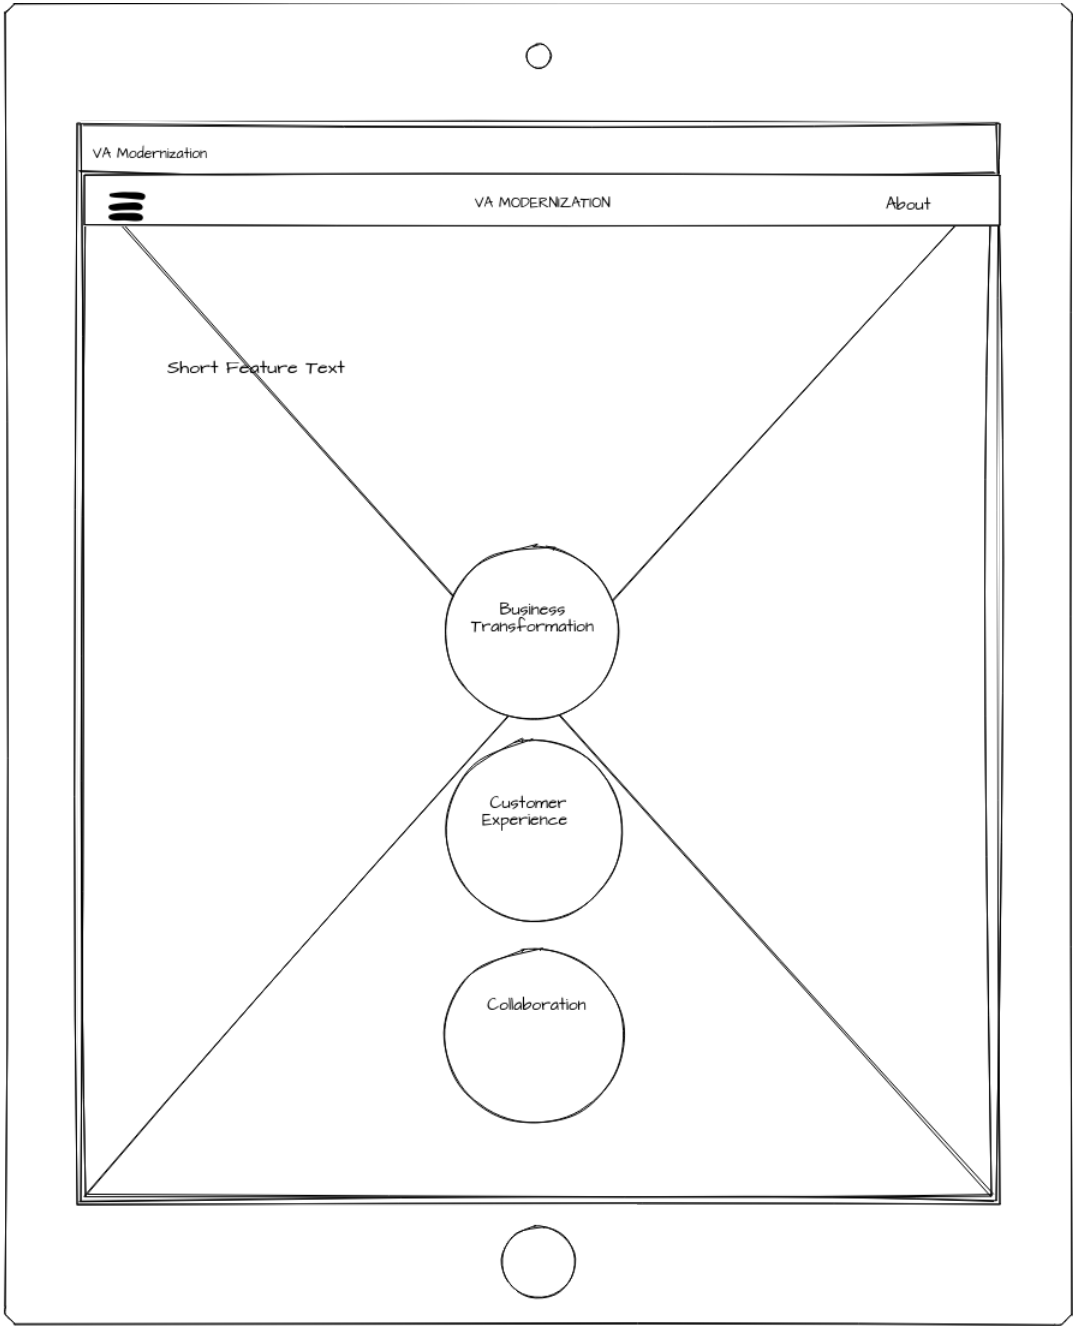 VA Modernization
VA MODERNIZATION
About
Short Feature Text
Business
Transformation
Customer
Experience
Collaboration